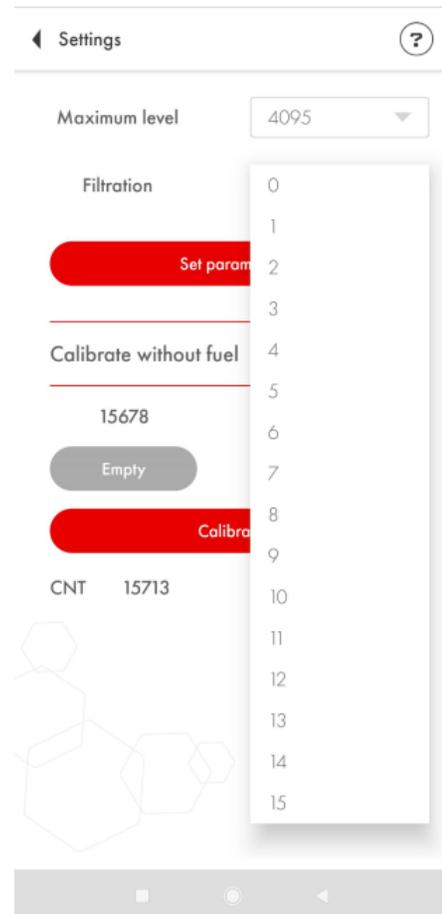 Settings ?
Maximum level 4095
Filtration 0
1
Set param 2
3
Calibrate without fuel 4
5
15678 6
Empty 7
8
Calibra 9
CNT 15713 10
11
12
13
14
15